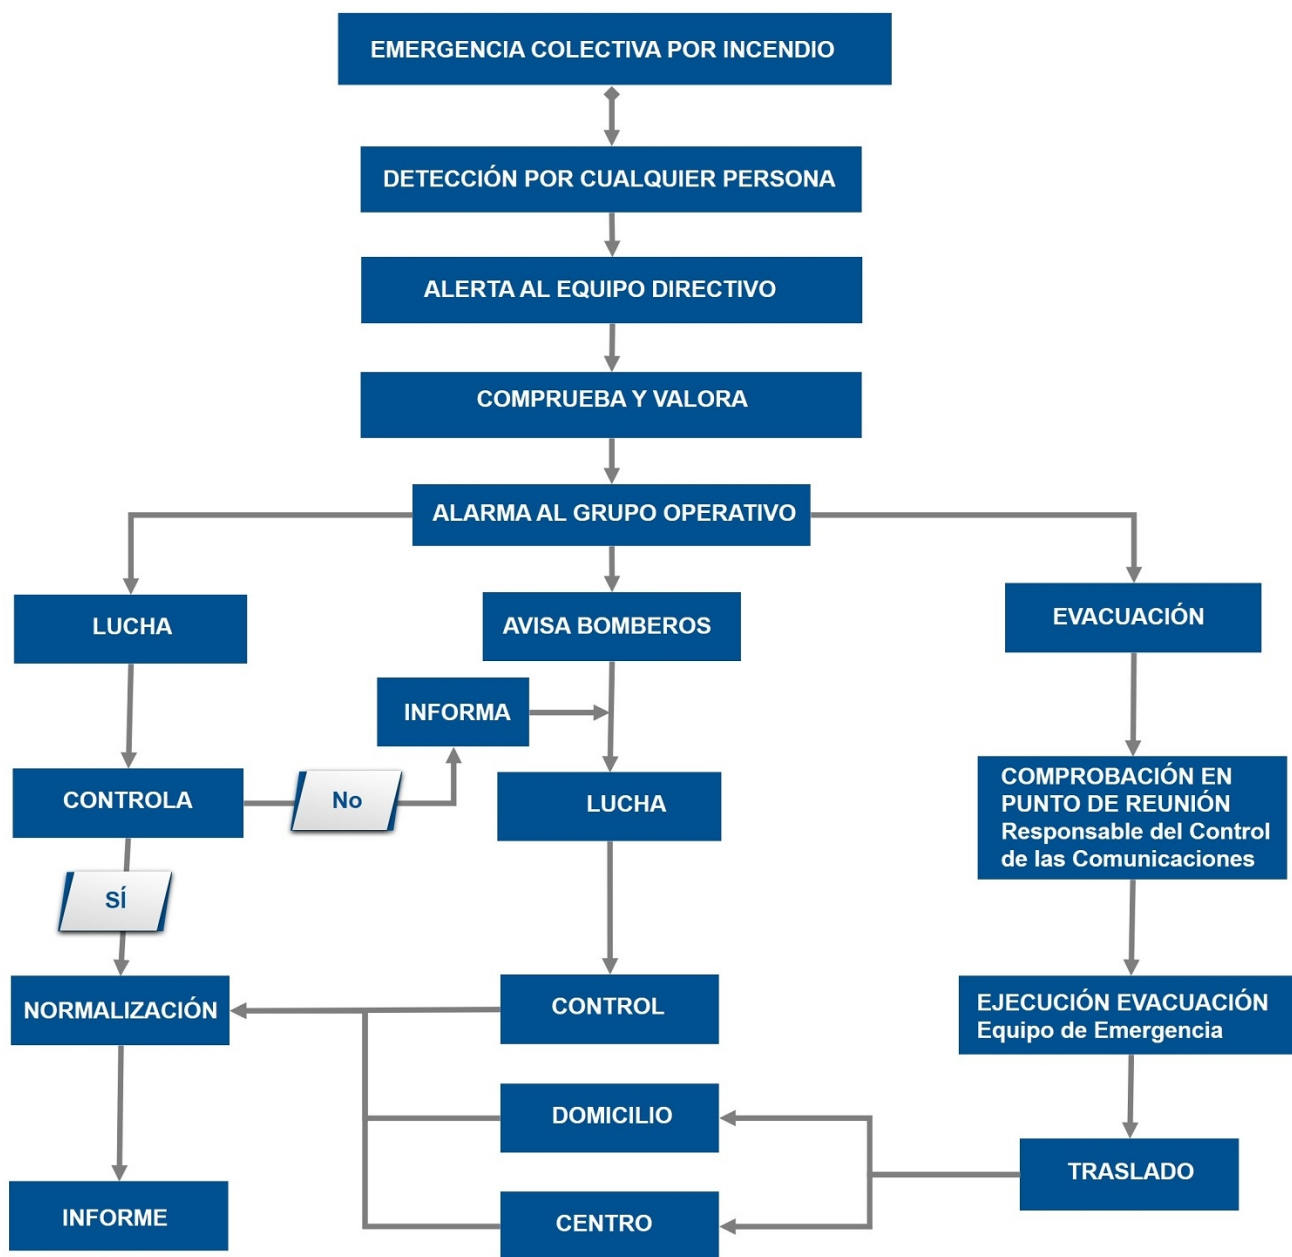 EMERGENCIA COLECTIVA POR INCENDIO
DETECCIÓN POR CUALQUIER PERSONA
ALERTA AL EQUIPO DIRECTIVO
COMPRUEBA Y VALORA
ALARMA AL GRUPO OPERATIVO
LUCHA
AVISA BOMBEROS
EVACUACIÓN
INFORMA
CONTROLA
No
LUCHA
COMPROBACIÓN EN
PUNTO DE REUNIÓN
Responsable del Control
de las Comunicaciones
SÍ
NORMALIZACIÓN
CONTROL
EJECUCIÓN EVACUACIÓN
Equipo de Emergencia
DOMICILIO
TRASLADO
INFORME
CENTRO